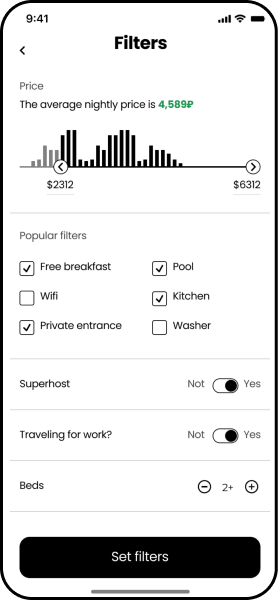 9:41
Filters
Price
The average nightly price is 4,589₽
$2312 $6312
Popular filters
Free breakfast Pool
Wifi Kitchen
Private entrance Washer
Superhost Not Yes
Traveling for work? Not Yes
Beds 2+
Set filters